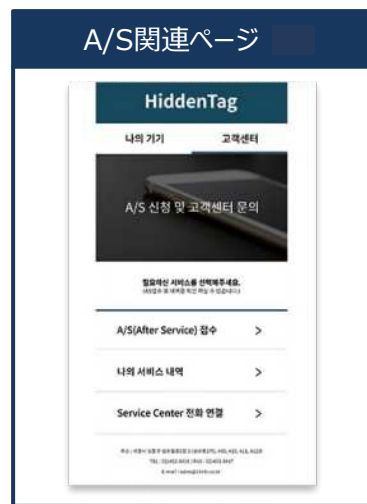 A/S関連ページ
HiddenTag
나의 기기
고객센터
A/S 신청 및 고객센터 문의
필요하신 서비스를 선택해주세요.
A/S(After Service) 접수 >
나의 서비스 내역 >
Service Center 전화 연결 >